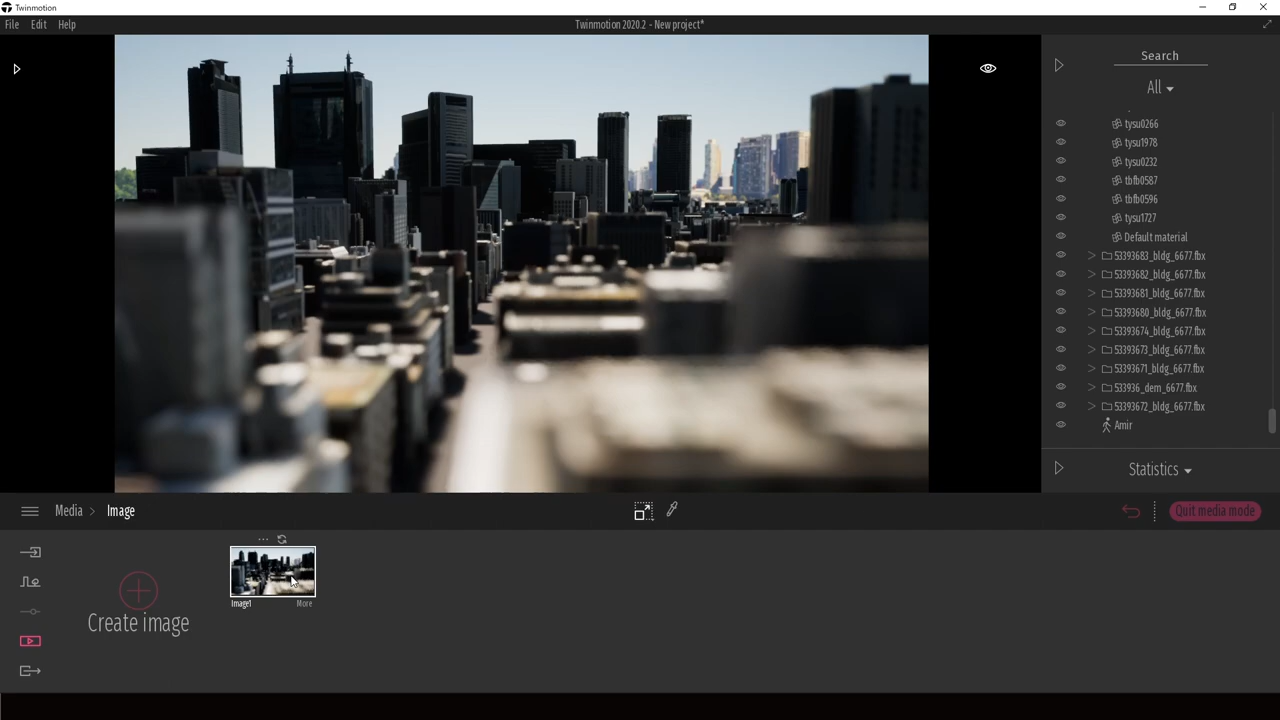 Twinmotion
File Edit Help
Twinmotion 2020.2 - New project*
Search
All
tysu0266
tysu1978
tysu0232
tbfb0587
tbfb0596
tysu1727
Default material
53393683_bldg_6677.fbx
53393682_bldg_6677.fbx
53393681_bldg_6677.fbx
53393680_bldg_6677.fbx
53393674_bldg_6677.fbx
53393673_bldg_6677.fbx
53393671_bldg_6677.fbx
533936_dem_6677.fbx
53393672_bldg_6677.fbx
Amir
Statistics
Media > Image
Quit media mode
Create image
Image1 More